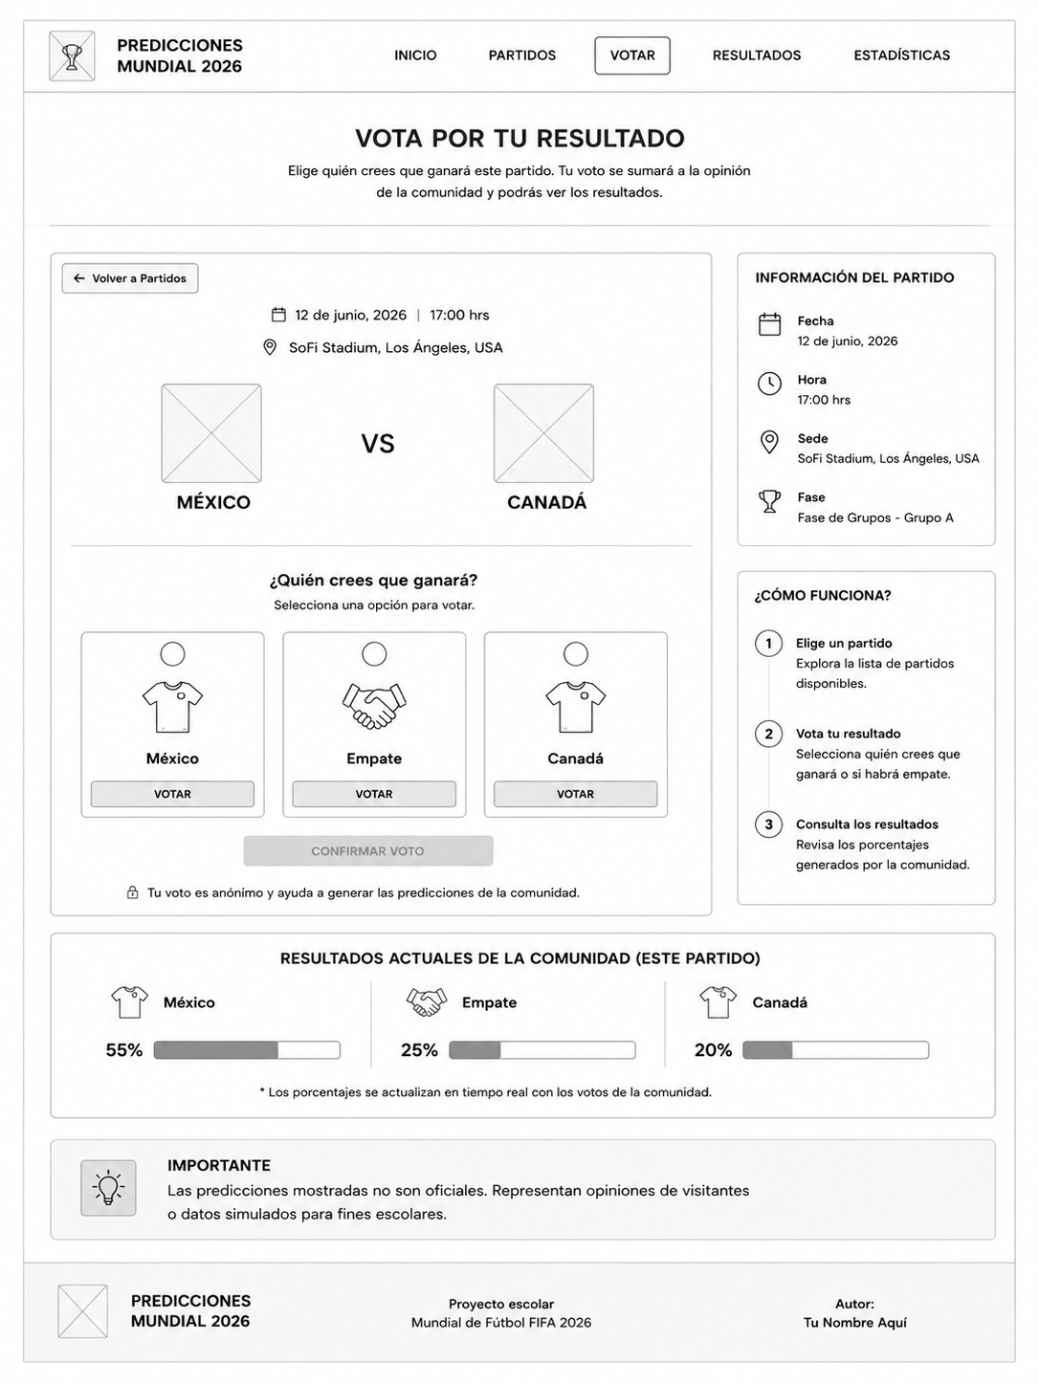 PREDICCIONES
MUNDIAL 2026
INICIO
PARTIDOS
VOTAR
RESULTADOS
ESTADÍSTICAS
VOTA POR TU RESULTADO
Elige quién crees que ganará este partido. Tu voto se sumará a la opinión
de la comunidad y podrás ver los resultados.
← Volver a Partidos
12 de junio, 2026 | 17:00 hrs
SoFi Stadium, Los Ángeles, USA
VS
MÉXICO
CANADÁ
¿Quién crees que ganará?
Selecciona una opción para votar.
México
VOTAR
Empate
VOTAR
Canadá
VOTAR
CONFIRMAR VOTO
Tu voto es anónimo y ayuda a generar las predicciones de la comunidad.
INFORMACIÓN DEL PARTIDO
Fecha
12 de junio, 2026
Hora
17:00 hrs
Sede
SoFi Stadium, Los Ángeles, USA
Fase
Fase de Grupos - Grupo A
¿CÓMO FUNCIONA?
1 Elige un partido
Explora la lista de partidos
disponibles.
2 Vota tu resultado
Selecciona quién crees que
ganará o si habrá empate.
3 Consulta los resultados
Revisa los porcentajes
generados por la comunidad.
RESULTADOS ACTUALES DE LA COMUNIDAD (ESTE PARTIDO)
México
55%
Empate
25%
Canadá
20%
* Los porcentajes se actualizan en tiempo real con los votos de la comunidad.
IMPORTANTE
Las predicciones mostradas no son oficiales. Representan opiniones de visitantes
o datos simulados para fines escolares.
PREDICCIONES
MUNDIAL 2026
Proyecto escolar
Mundial de Fútbol FIFA 2026
Autor:
Tu Nombre Aquí